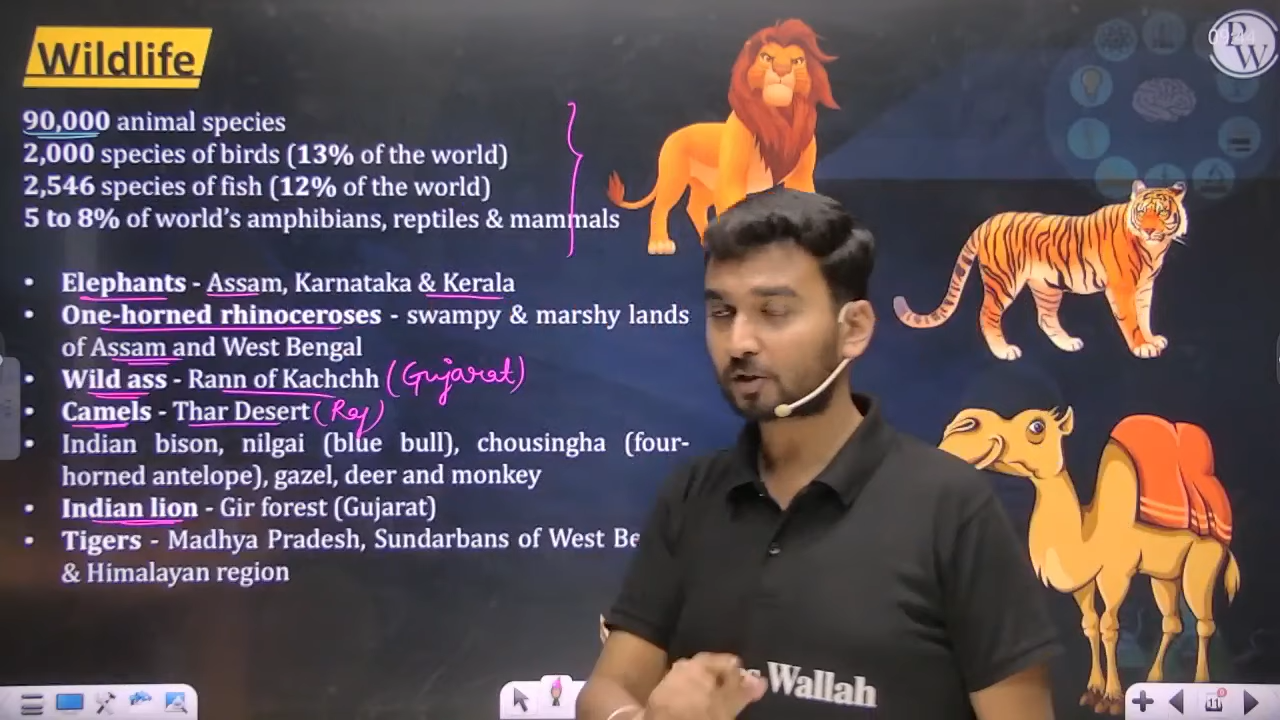 Wildlife
90,000 animal species
2,000 species of birds (13% of the world)
2,546 species of fish (12% of the world)
5 to 8% of world's amphibians, reptiles & mammals
• Elephants - Assam, Karnataka & Kerala
• One-horned rhinoceroses - swampy & marshy lands
of Assam and West Bengal
• Wild ass - Rann of Kachchh (Gujarat)
• Camels - Thar Desert (Raj)
• Indian bison, nilgai (blue bull), chousingha (four-
horned antelope), gazel, deer and monkey
• Indian lion - Gir forest (Gujarat)
• Tigers - Madhya Pradesh, Sundarbans of West Be
& Himalayan region
PW
Wallah
11